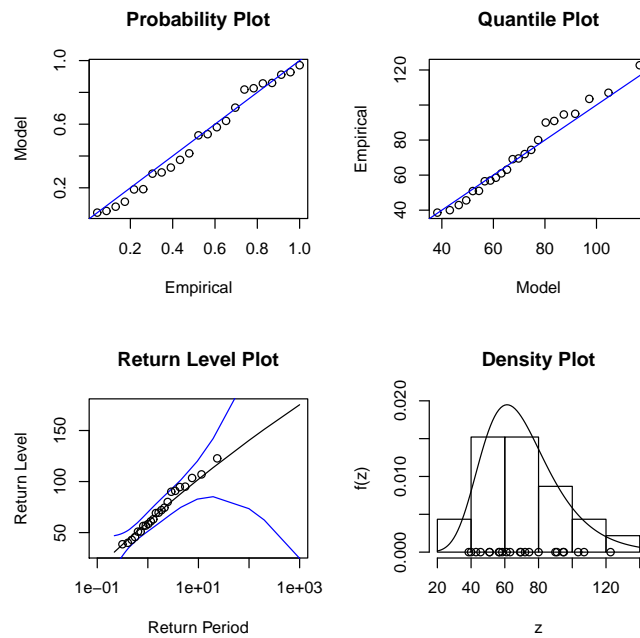 Probability Plot
Model
0.2
0.6
1.0
0.2
0.4
0.6
0.8
1.0
Empirical
Quantile Plot
Empirical
40
60
80
120
40
60
80
100
Model
Return Level Plot
Return Level
50
100
150
1e−01
1e+01
1e+03
Return Period
Density Plot
f(z)
0.000
0.010
0.020
20
40
60
80
120
z